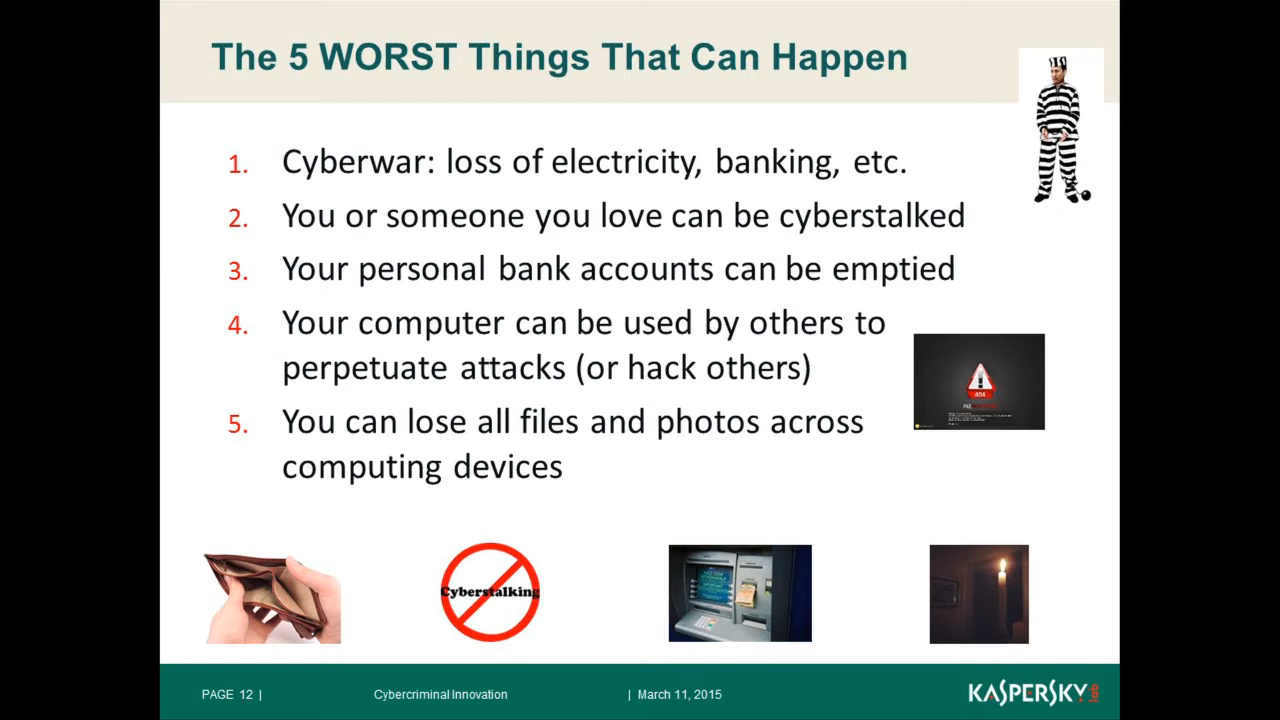 The 5 WORST Things That Can Happen
1. Cyberwar: loss of electricity, banking, etc.
2. You or someone you love can be cyberstalked
3. Your personal bank accounts can be emptied
4. Your computer can be used by others to
perpetuate attacks (or hack others)
5. You can lose all files and photos across
computing devices
404
Cyberstalking
PAGE 12 | Cybercriminal Innovation | March 11, 2015
KASPERSKY lab